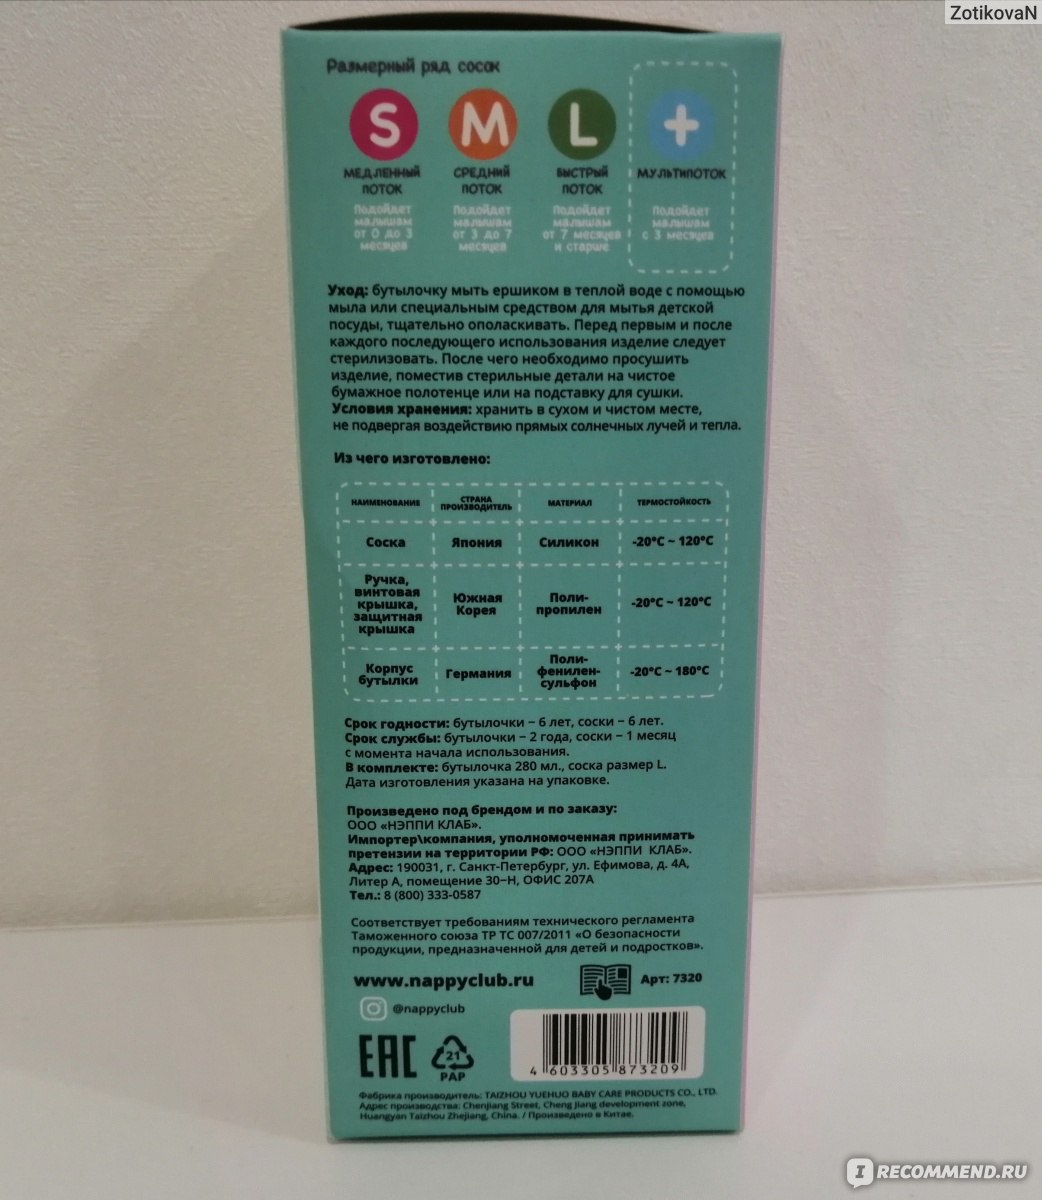 ZotikovaN
Размерный ряд сосок
S
M
L
+
МЕДЛЕННЫЙ
ПОТОК
СРЕДНИЙ
ПОТОК
БЫСТРЫЙ
ПОТОК
МУЛЬТИПОТОК
Подойдет
малышам
от 0 до 3
месяцев
Подойдет
малышам
от 3 до 7
месяцев
Подойдет
малышам
от 7 месяцев
и старше
Подойдет
малышам
с 3 месяца
Уход: бутылочку мыть ершиком в теплой воде с помощью
мыла или специальным средством для мытья детской
посуды, тщательно ополаскивать. Перед первым и после
каждого последующего использования изделие следует
стерилизовать. После чего необходимо просушить
изделие, поместив стерильные детали на чистое
бумажное полотенце или на подставку для сушки.
Условия хранения: хранить в сухом и чистом месте,
не подвергая воздействию прямых солнечных лучей и тепла.
Из чего изготовлено:
НАИМЕНОВАНИЕ
СТРАНА
ПРОИЗВОДИТЕЛЬ
МАТЕРИАЛ
ТЕРМОСТОЙКОСТЬ
Соска
Япония
Силикон
-20°C ~ 120°C
Ручка,
винтовая
крышка,
защитная
крышка
Южная
Корея
Поли-
пропилен
-20°C ~ 120°C
Корпус
бутылки
Германия
Поли-
фенилен-
сульфон
-20°C ~ 180°C
Срок годности: бутылочки – 6 лет, соски – 6 лет.
Срок службы: бутылочки – 2 года, соски – 1 месяц
с момента начала использования.
В комплекте: бутылочка 280 мл., соска размер L.
Дата изготовления указана на упаковке.
Произведено под брендом и по заказу:
ООО «НЭППИ КЛАБ».
Импортер\компания, уполномоченная принимать
претензии на территории РФ: ООО «НЭППИ КЛАБ».
Адрес: 190031, г. Санкт-Петербург, ул. Ефимова, д. 4А,
Литер А, помещение 30–Н, ОФИС 207А
Тел.: 8 (800) 333-0587
Соответствует требованиям технического регламента
Таможенного союза ТР ТС 007/2011 «О безопасности
продукции, предназначенной для детей и подростков».
www.nappyclub.ru
Арт: 7320
@nappyclub
EAC
21
PAP
4 603305 873209
Фабрика производитель: TAIZHOU YUEHUO BABY CARE PRODUCTS CO., LTD.
Адрес производства: Chenjiang Street, Cheng Jiang development zone,
Huangyan Taizhou Zhejiang, China. / Произведено в Китае.
IRECOMMEND.RU